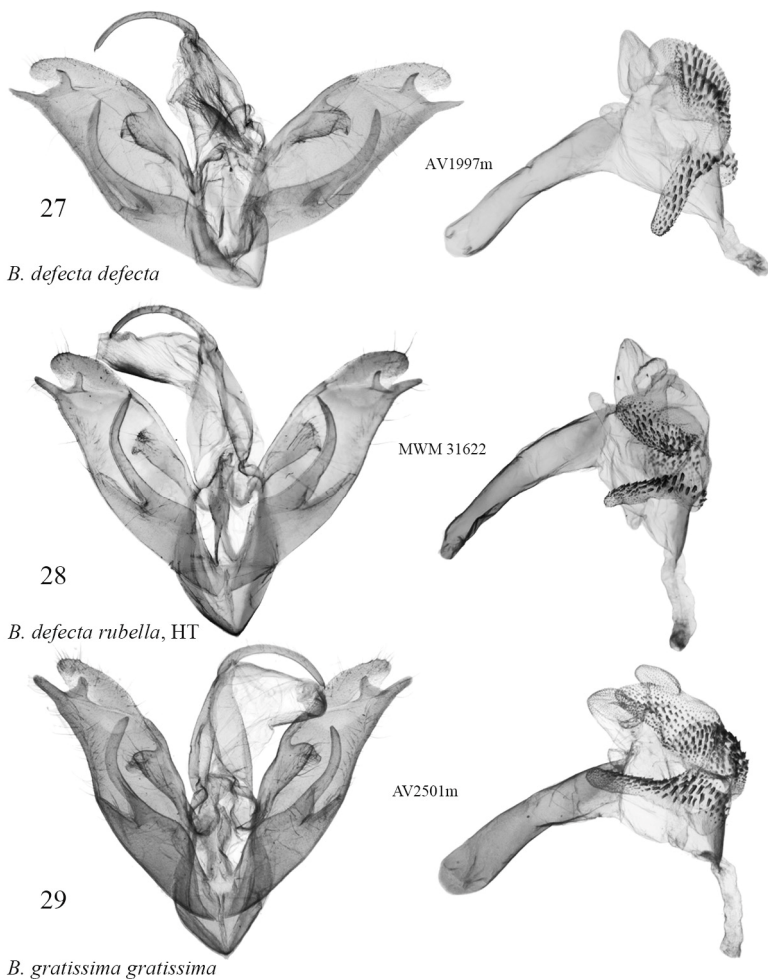 AV1997m
27
B. defecta defecta
MWM 31622
28
B. defecta rubella, HT
AV2501m
29
B. gratissima gratissima